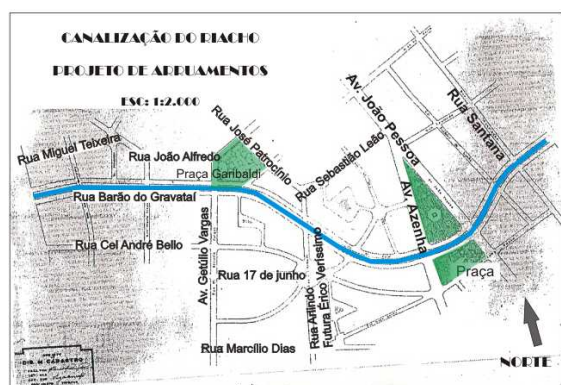 CANALIZAÇÃO DO RIACHO
PROJETO DE ARRUAMENTOS
ESC: 1:2.000
Rua Miguel Teixeira
Rua João Alfredo
Rua José Patrocínio
Praça Garibaldi
Rua Sebastião Leão
Av. João Pessoa
Rua Santana
Rua Barão do Gravataí
Av. Azenha
Rua Cel André Bello
Av. Getúlio Vargas
Rua 17 de junho
Rua Arlindo
Futura Érico Veríssimo
Praça
Rua Marcílio Dias
NORTE